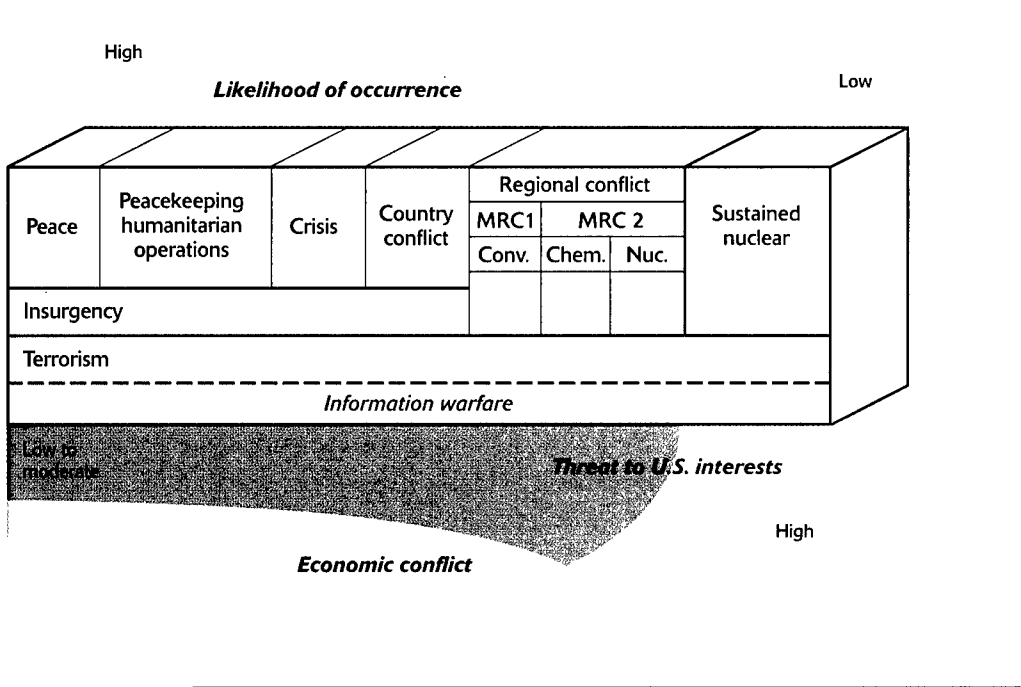 High
Likelihood of occurrence
Low
Peace
Peacekeeping
humanitarian
operations
Crisis
Country
conflict
Regional conflict
MRC1
MRC 2
Conv.
Chem.
Nuc.
Sustained
nuclear
Insurgency
Terrorism
Information warfare
Low to
moderate
Threat to U.S. interests
High
Economic conflict